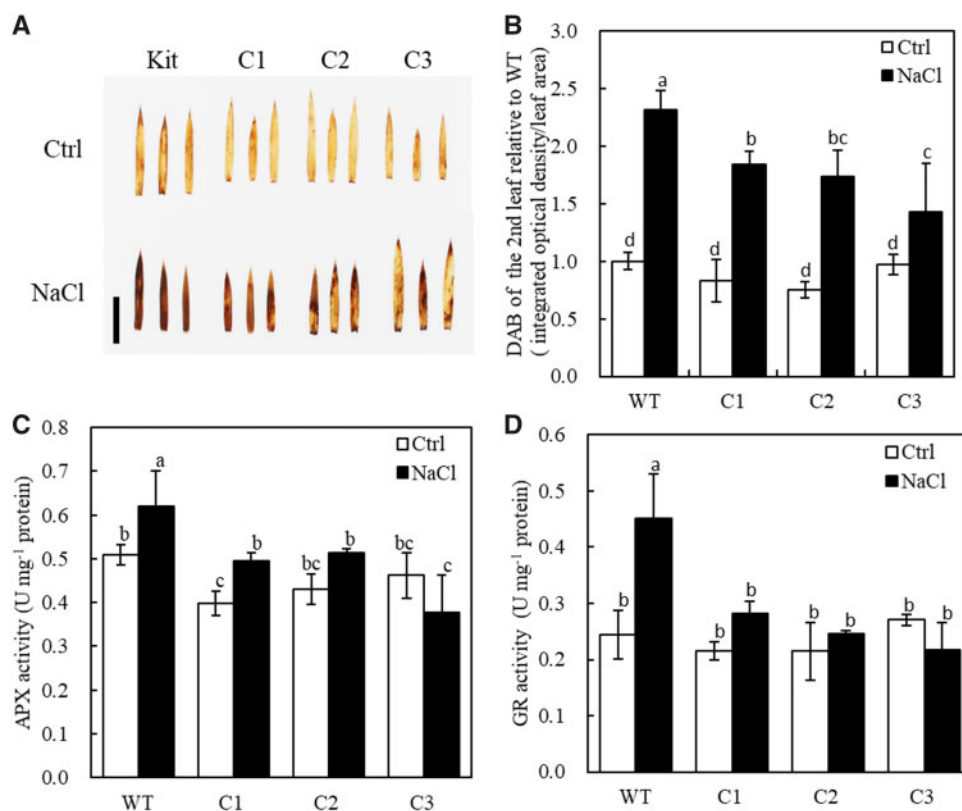 A
Kit C1 C2 C3
Ctrl
NaCl
B
DAB of the 2nd leaf relative to WT
( integrated optical density/leaf area)
3.0
2.5
2.0
1.5
1.0
0.5
0.0
Ctrl
NaCl
d a d b d bc d c
WT C1 C2 C3
C
APX activity (U mg⁻¹ protein)
0.8
0.7
0.6
0.5
0.4
0.3
0.2
0.1
0.0
Ctrl
NaCl
b a c b bc b bc c
WT C1 C2 C3
D
GR activity (U mg⁻¹ protein)
0.6
0.5
0.4
0.3
0.2
0.1
0.0
Ctrl
NaCl
b a b b b b b b
WT C1 C2 C3